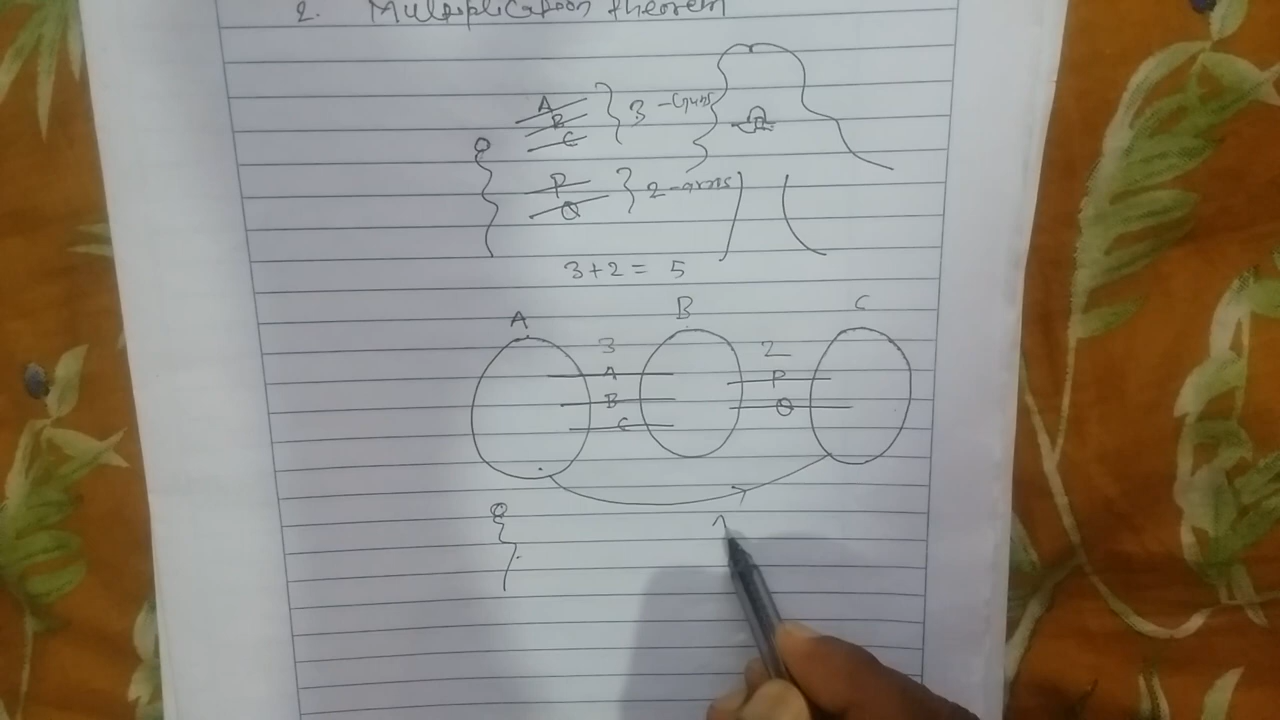 2. Multiplication theorem
A
B
C
3
P
Q
2
3+2 = 5
A B C
3 2
A P
B Q
C